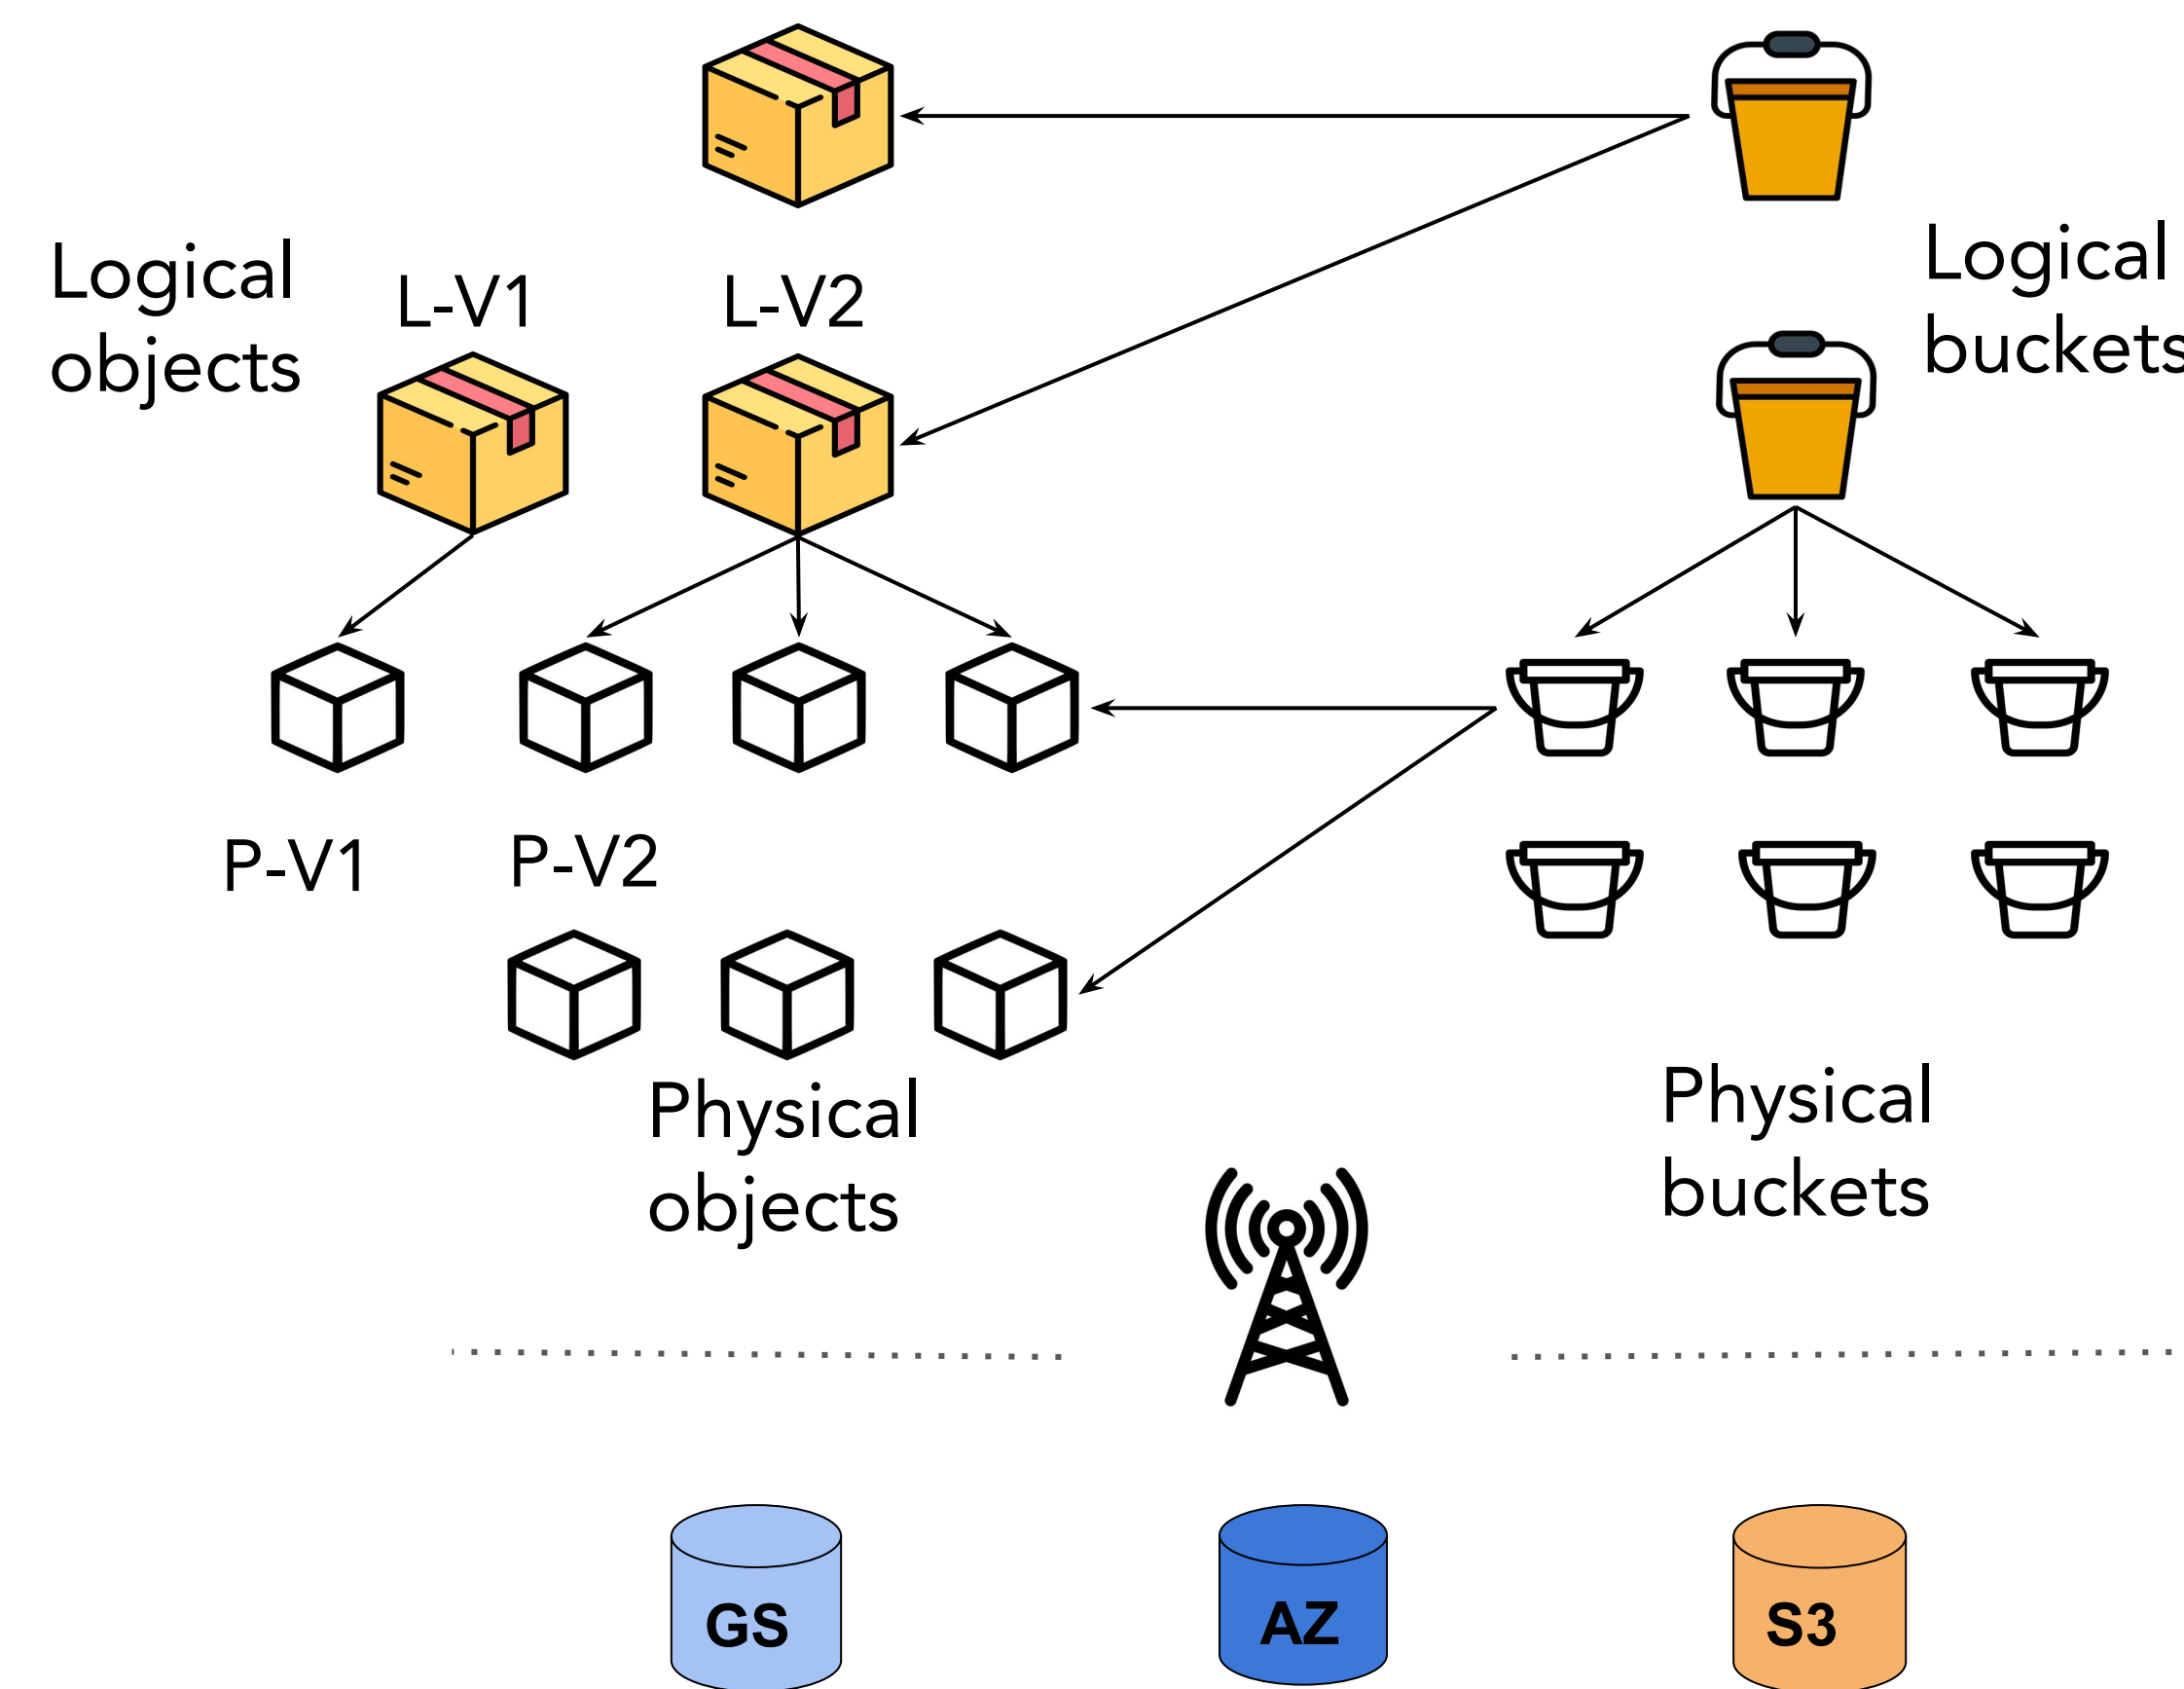 Logical
objects
L-V1
L-V2
Logical
buckets
P-V1
P-V2
Physical
objects
Physical
buckets
GS
AZ
S3